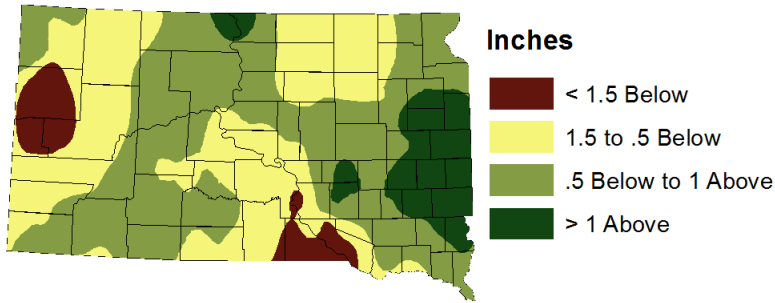 Inches
< 1.5 Below
1.5 to .5 Below
.5 Below to 1 Above
> 1 Above